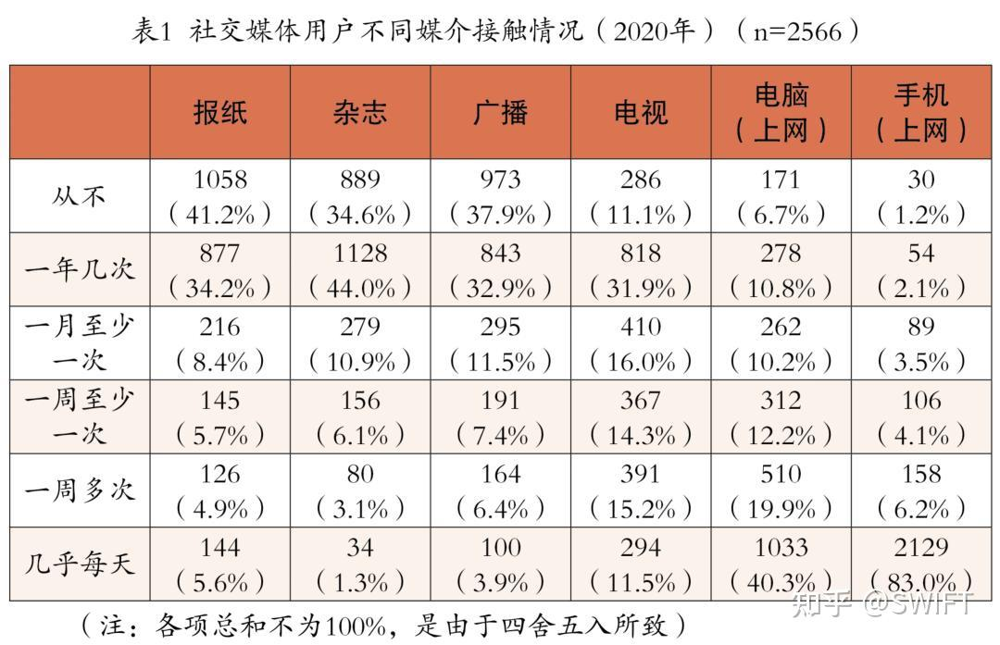 表1 社交媒体用户不同媒介接触情况（2020年）（n=2566）
报纸 杂志 广播 电视 电脑（上网） 手机（上网）
从不 1058（41.2%） 889（34.6%） 973（37.9%） 286（11.1%） 171（6.7%） 30（1.2%）
一年几次 877（34.2%） 1128（44.0%） 843（32.9%） 818（31.9%） 278（10.8%） 54（2.1%）
一月至少一次 216（8.4%） 279（10.9%） 295（11.5%） 410（16.0%） 262（10.2%） 89（3.5%）
一周至少一次 145（5.7%） 156（6.1%） 191（7.4%） 367（14.3%） 312（12.2%） 106（4.1%）
一周多次 126（4.9%） 80（3.1%） 164（6.4%） 391（15.2%） 510（19.9%） 158（6.2%）
几乎每天 144（5.6%） 34（1.3%） 100（3.9%） 294（11.5%） 1033（40.3%） 2129（83.0%）
（注：各项总和不为100%，是由于四舍五入所致）
知乎 @SWIFT